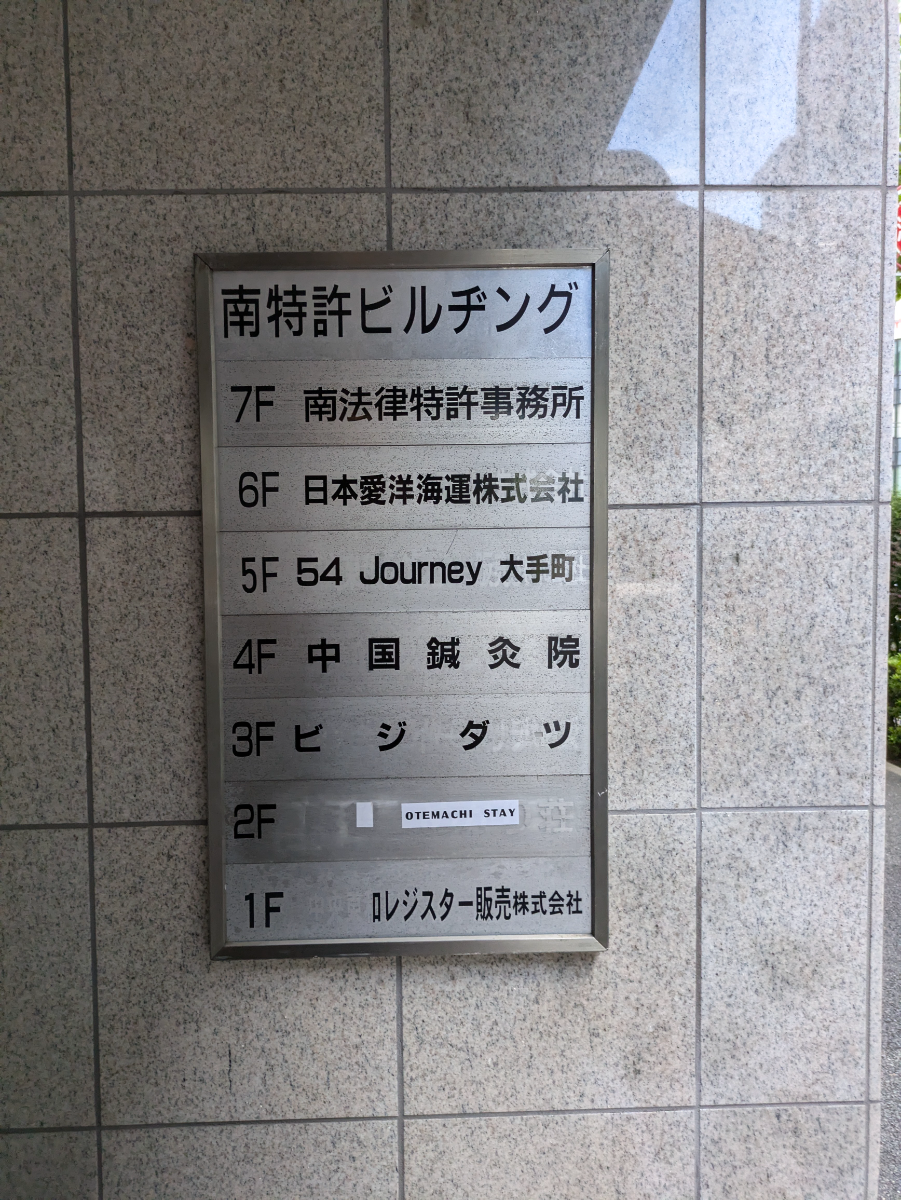 南特許ビルヂング
7F 南法律特許事務所
6F 日本愛洋海運株式会社
5F 54 Journey 大手町
4F 中国鍼灸院
3F ビジダツ
2F OTEMACHI STAY 荘
1F レジスター販売株式会社